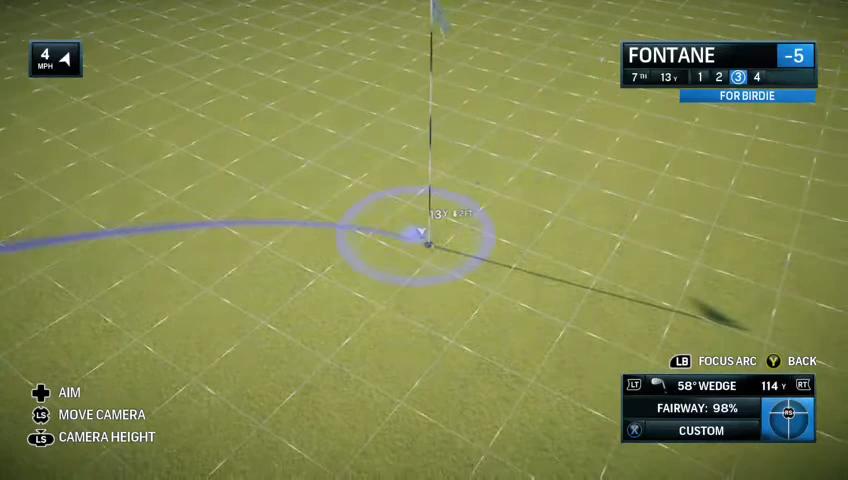 4
MPH
FONTANE -5
7TH 13Y 1 2 3 4
FOR BIRDIE
13Y 2FT
LB FOCUS ARC Y BACK
LT 58° WEDGE 114 Y RT
FAIRWAY: 98%
RS
X CUSTOM
AIM
LS MOVE CAMERA
LS CAMERA HEIGHT